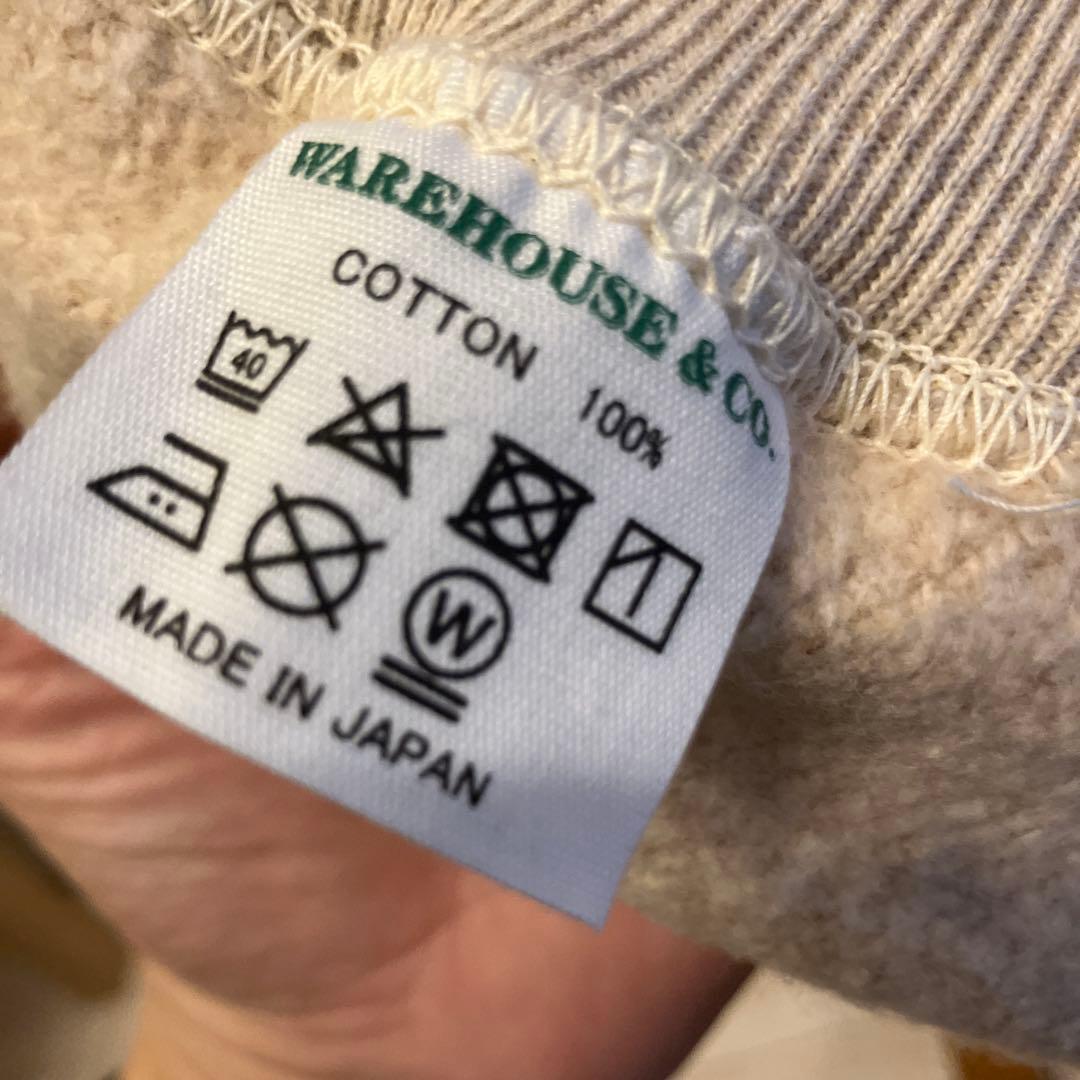 WAREHOUSE & CO.
COTTON 100%
40
W
MADE IN JAPAN